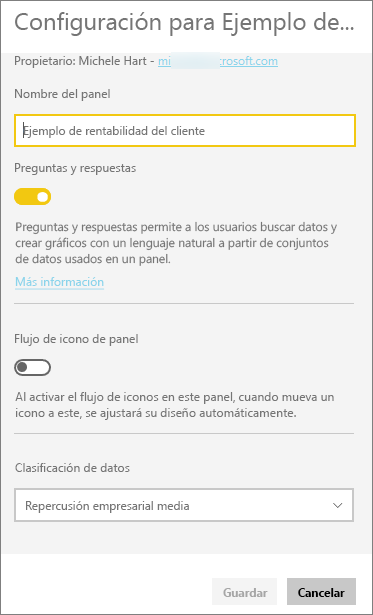 Configuración para Ejemplo de...
Propietario: Michele Hart - mi rosoft.com
Nombre del panel
Ejemplo de rentabilidad del cliente
Preguntas y respuestas
Preguntas y respuestas permite a los usuarios buscar datos y
crear gráficos con un lenguaje natural a partir de conjuntos
de datos usados en un panel.
Más información
Flujo de icono de panel
Al activar el flujo de iconos en este panel, cuando mueva un
icono a este, se ajustará su diseño automáticamente.
Clasificación de datos
Repercusión empresarial media
Guardar
Cancelar